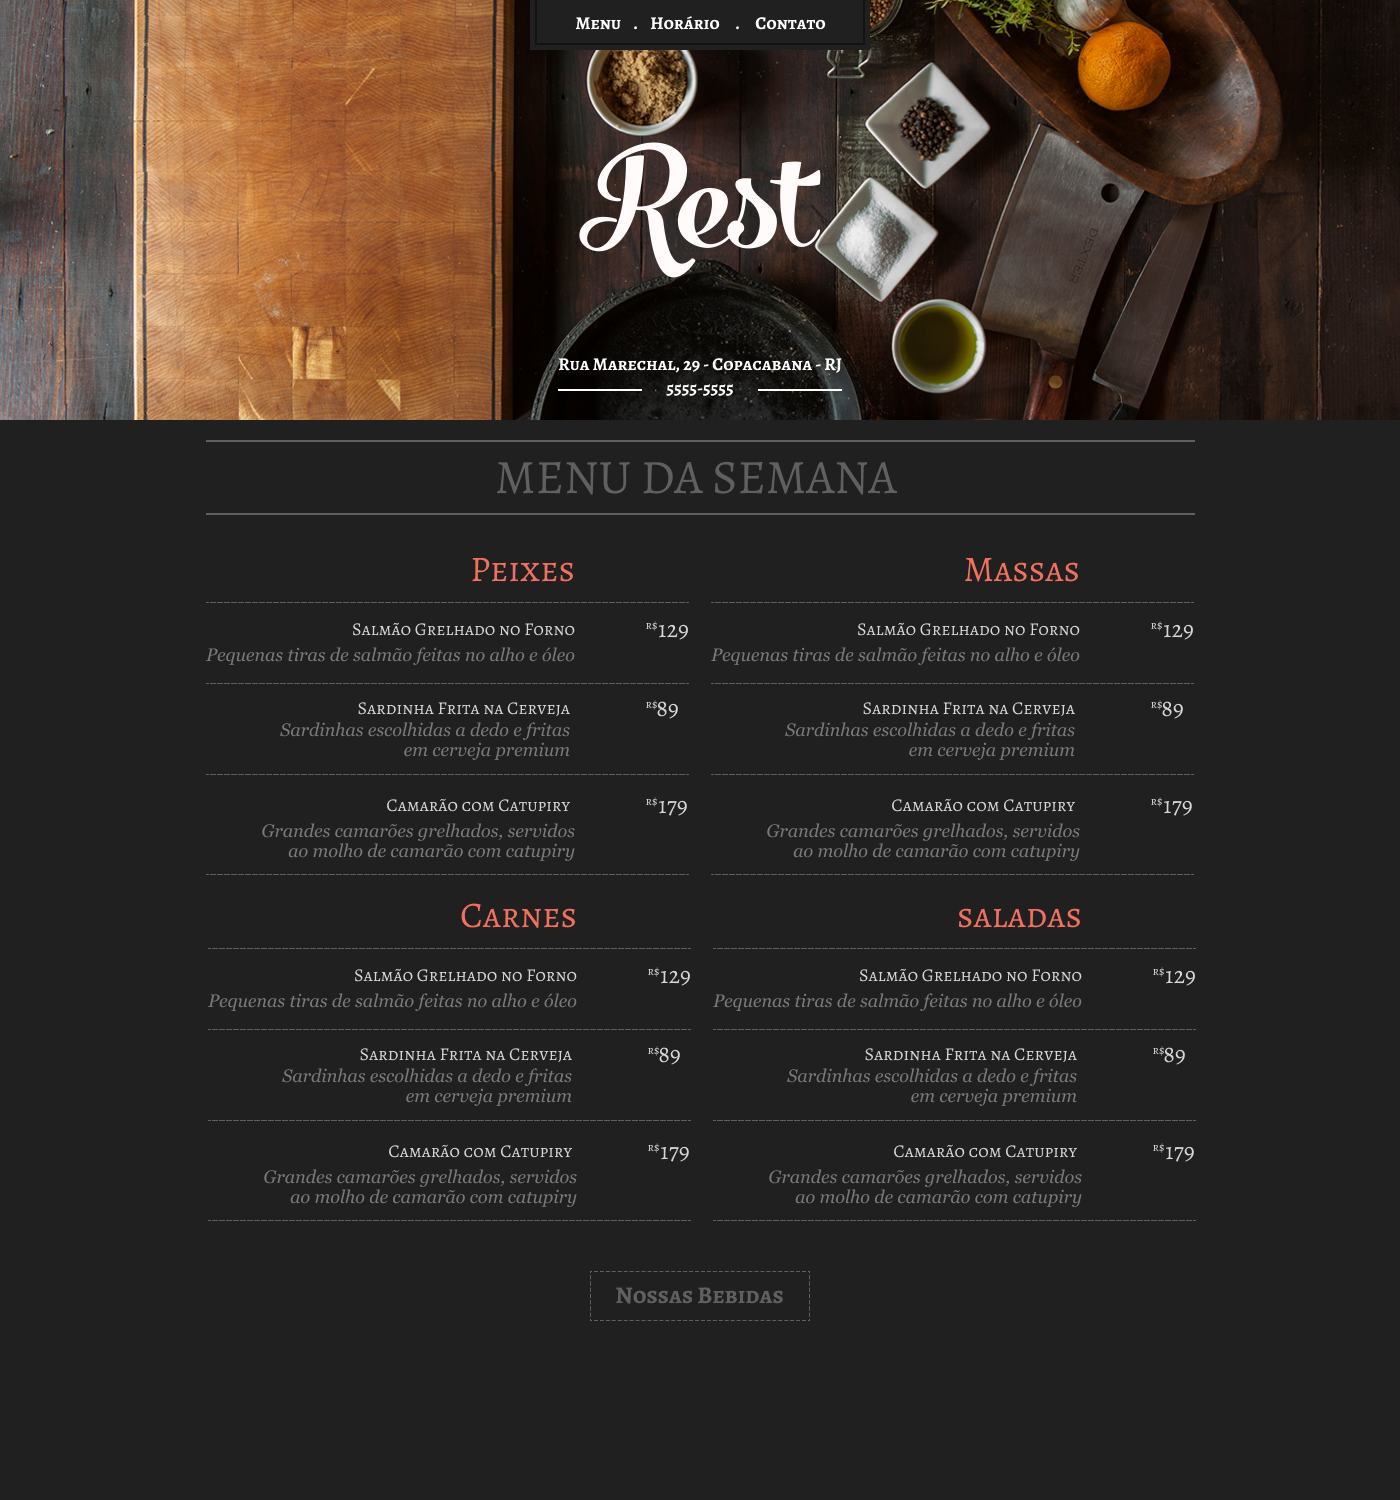 Menu . Horário . Contato
Rest
Rua Marechal, 29 - Copacabana - RJ
5555-5555
MENU DA SEMANA
Peixes
Salmão Grelhado no Forno R$129
Pequenas tiras de salmão feitas no alho e óleo
Sardinha Frita na Cerveja R$89
Sardinhas escolhidas a dedo e fritas
em cerveja premium
Camarão com Catupiry R$179
Grandes camarões grelhados, servidos
ao molho de camarão com catupiry
Massas
Salmão Grelhado no Forno R$129
Pequenas tiras de salmão feitas no alho e óleo
Sardinha Frita na Cerveja R$89
Sardinhas escolhidas a dedo e fritas
em cerveja premium
Camarão com Catupiry R$179
Grandes camarões grelhados, servidos
ao molho de camarão com catupiry
Carnes
Salmão Grelhado no Forno R$129
Pequenas tiras de salmão feitas no alho e óleo
Sardinha Frita na Cerveja R$89
Sardinhas escolhidas a dedo e fritas
em cerveja premium
Camarão com Catupiry R$179
Grandes camarões grelhados, servidos
ao molho de camarão com catupiry
saladas
Salmão Grelhado no Forno R$129
Pequenas tiras de salmão feitas no alho e óleo
Sardinha Frita na Cerveja R$89
Sardinhas escolhidas a dedo e fritas
em cerveja premium
Camarão com Catupiry R$179
Grandes camarões grelhados, servidos
ao molho de camarão com catupiry
Nossas Bebidas
DEXTER